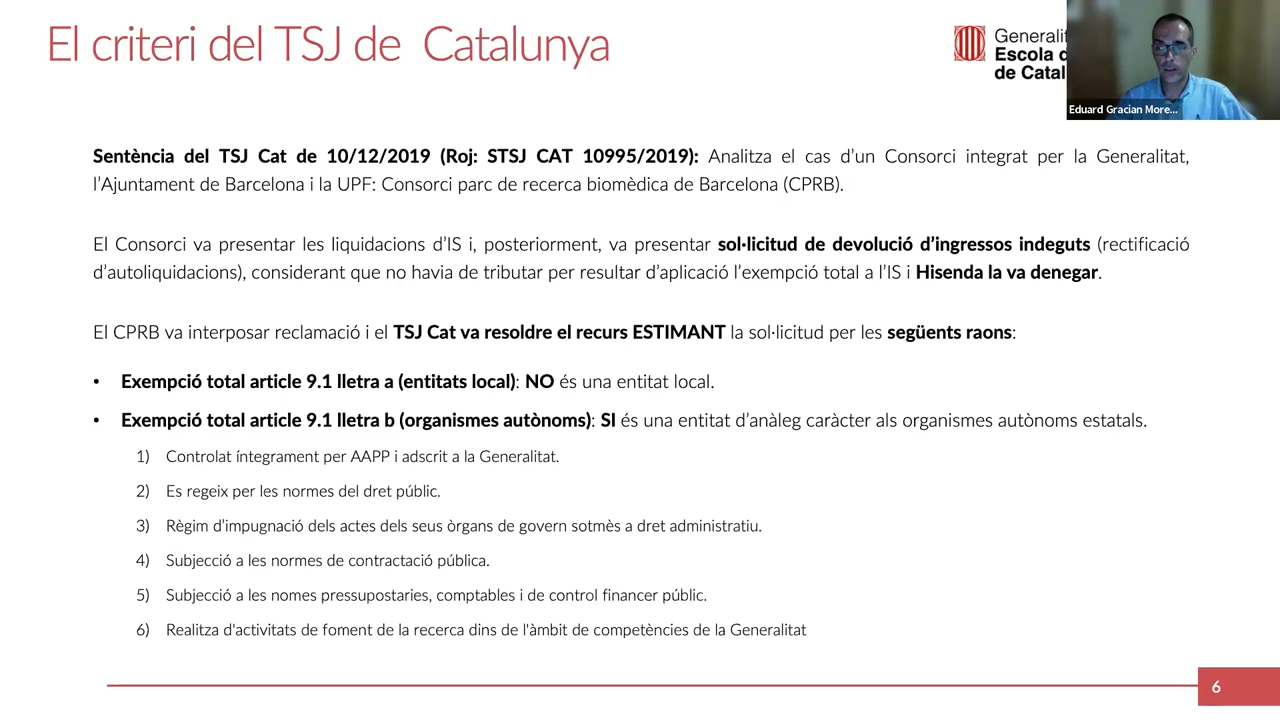 El criteri del TSJ de Catalunya
Generalit
Escola d
de Catal
Eduard Gracian More...
Sentència del TSJ Cat de 10/12/2019 (Roj: STSJ CAT 10995/2019): Analitza el cas d'un Consorci integrat per la Generalitat,
l'Ajuntament de Barcelona i la UPF: Consorci parc de recerca biomèdica de Barcelona (CPRB).
El Consorci va presentar les liquidacions d'IS i, posteriorment, va presentar sol·licitud de devolució d'ingressos indeguts (rectificació
d'autoliquidacions), considerant que no havia de tributar per resultar d'aplicació l'exempció total a l'IS i Hisenda la va denegar.
El CPRB va interposar reclamació i el TSJ Cat va resoldre el recurs ESTIMANT la sol·licitud per les següents raons:
• Exempció total article 9.1 lletra a (entitats local): NO és una entitat local.
• Exempció total article 9.1 lletra b (organismes autònoms): SI és una entitat d'anàleg caràcter als organismes autònoms estatals.
1) Controlat íntegrament per AAPP i adscrit a la Generalitat.
2) Es regeix per les normes del dret públic.
3) Règim d'impugnació dels actes dels seus òrgans de govern sotmès a dret administratiu.
4) Subjecció a les normes de contractació pública.
5) Subjecció a les nomes pressupostaries, comptables i de control financer públic.
6) Realitza d'activitats de foment de la recerca dins de l'àmbit de competències de la Generalitat
6